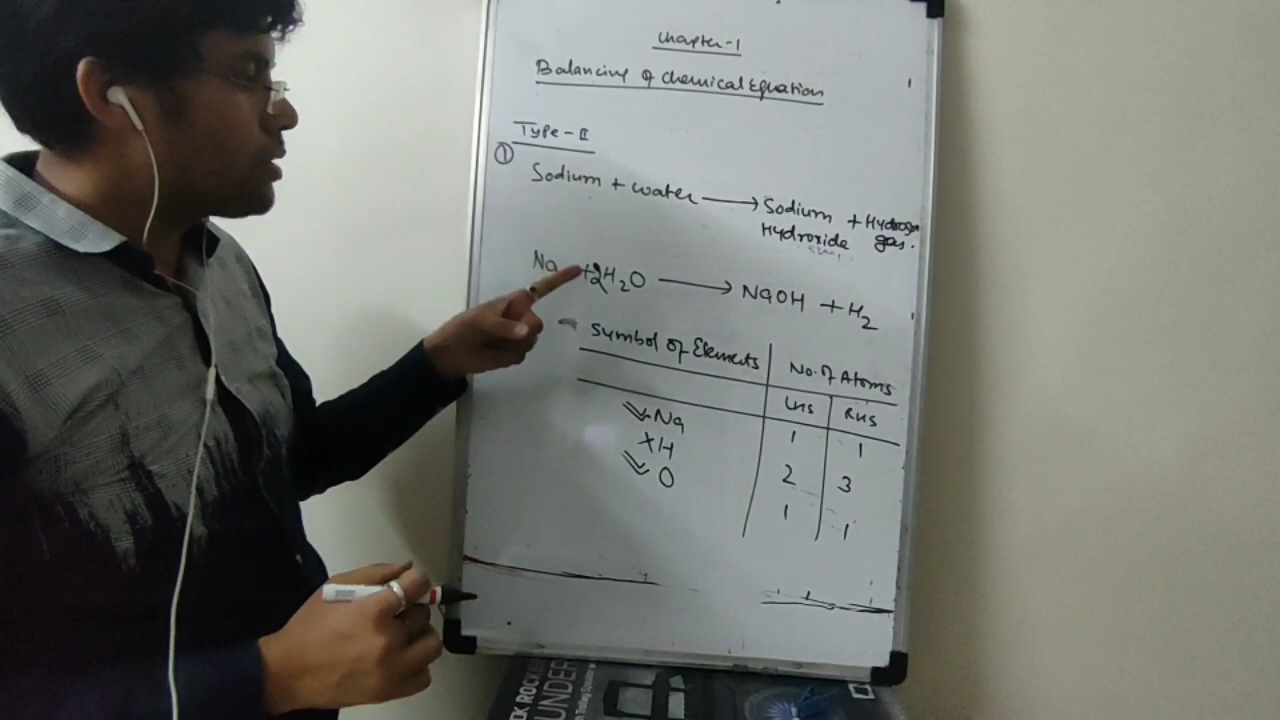 Chapter-1
Balancing of chemical Equation
Type-II
① Sodium + water → Sodium Hydroxide + Hydrogen gas.
Na + 2H₂O → NaOH + H₂
Symbol of Elements | No. of Atoms
LHS | RHS
Na 1 1
×H 2 3
O 1 1
UNDER